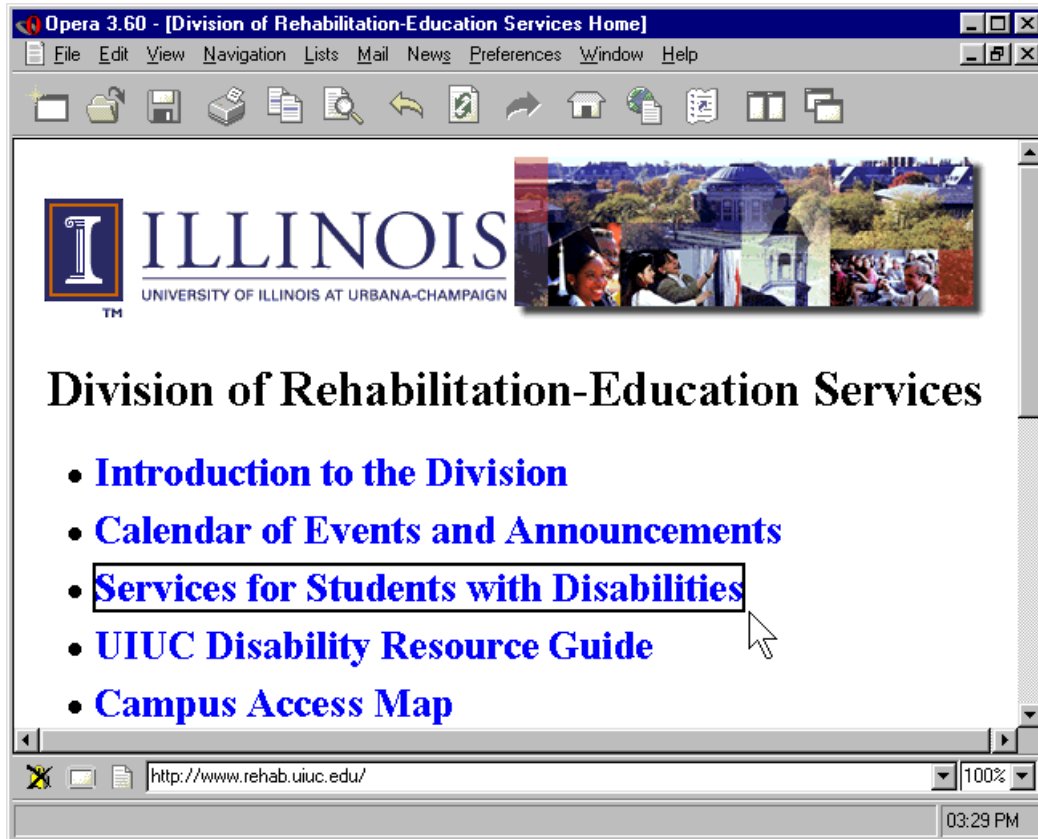 Opera 3.60 - [Division of Rehabilitation-Education Services Home]
File Edit View Navigation Lists Mail News Preferences Window Help
I ILLINOIS
UNIVERSITY OF ILLINOIS AT URBANA-CHAMPAIGN
TM
Division of Rehabilitation-Education Services
• Introduction to the Division
• Calendar of Events and Announcements
• Services for Students with Disabilities
• UIUC Disability Resource Guide
• Campus Access Map
http://www.rehab.uiuc.edu/ 100%
03:29 PM